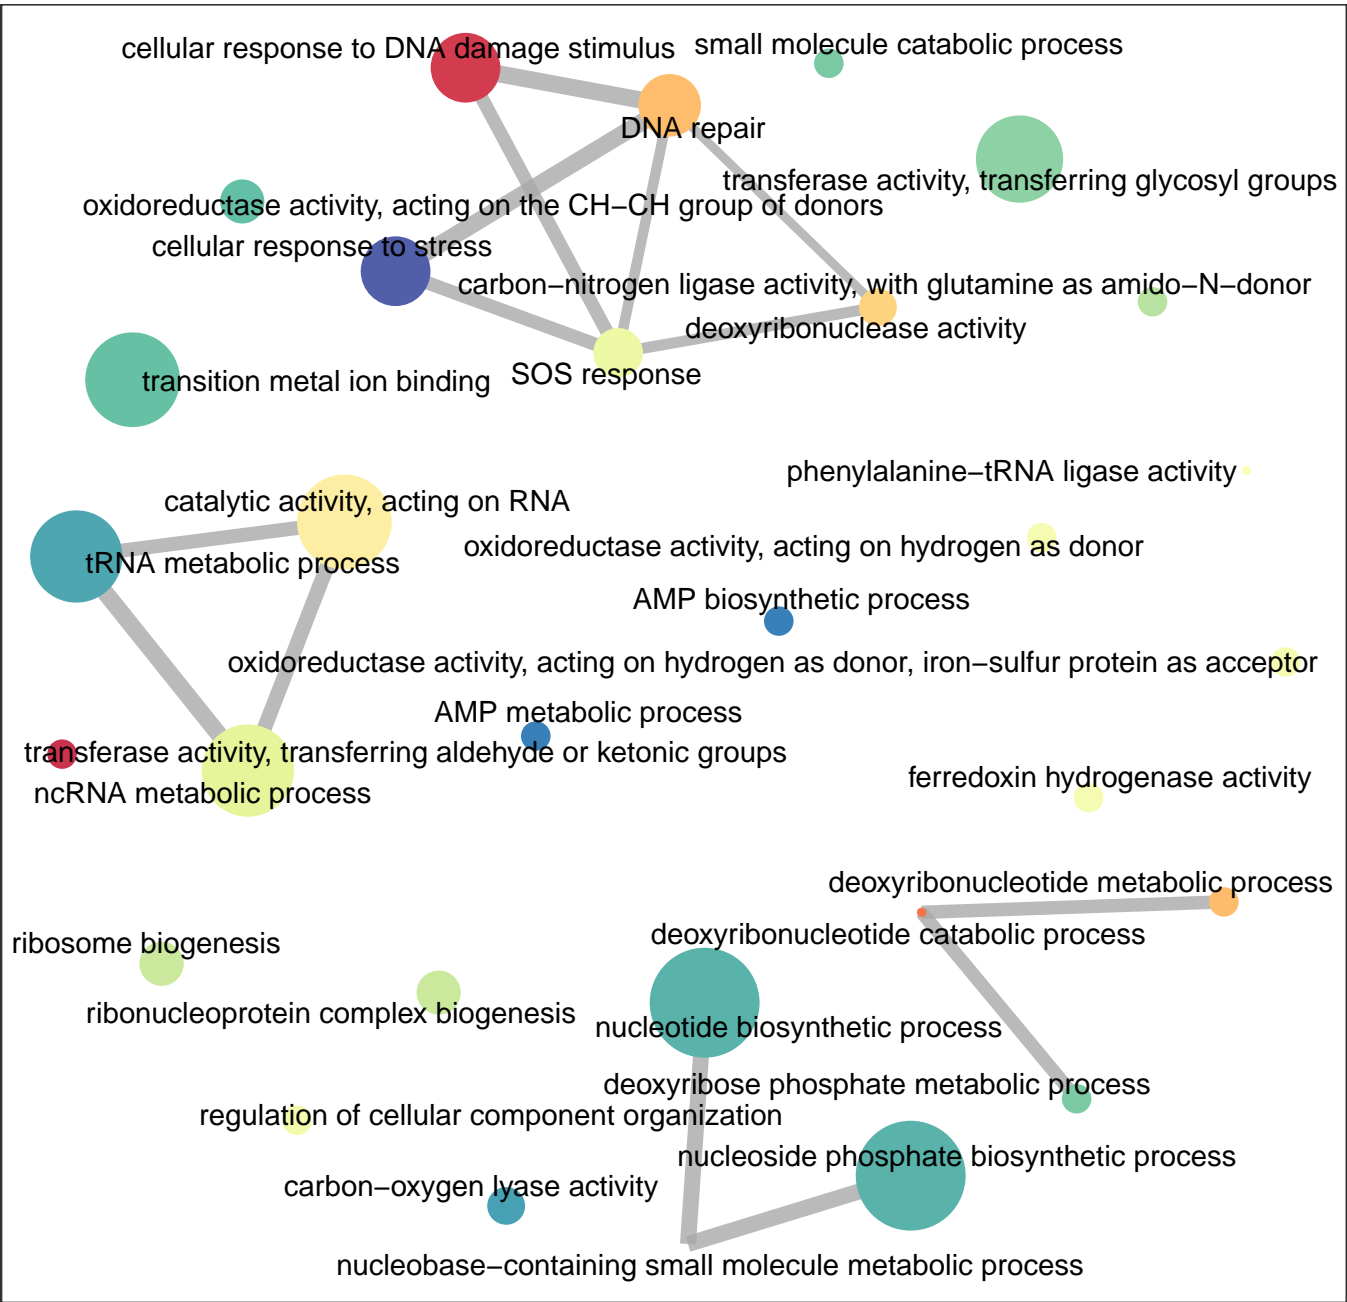 cellular response to DNA damage stimulus
small molecule catabolic process
DNA repair
transferase activity, transferring glycosyl groups
oxidoreductase activity, acting on the CH−CH group of donors
cellular response to stress
carbon−nitrogen ligase activity, with glutamine as amido−N−donor
deoxyribonuclease activity
transition metal ion binding
SOS response
phenylalanine−tRNA ligase activity
catalytic activity, acting on RNA
oxidoreductase activity, acting on hydrogen as donor
tRNA metabolic process
AMP biosynthetic process
oxidoreductase activity, acting on hydrogen as donor, iron−sulfur protein as acceptor
AMP metabolic process
transferase activity, transferring aldehyde or ketonic groups
ferredoxin hydrogenase activity
ncRNA metabolic process
deoxyribonucleotide metabolic process
deoxyribonucleotide catabolic process
ribosome biogenesis
ribonucleoprotein complex biogenesis
nucleotide biosynthetic process
deoxyribose phosphate metabolic process
regulation of cellular component organization
nucleoside phosphate biosynthetic process
carbon−oxygen lyase activity
nucleobase−containing small molecule metabolic process